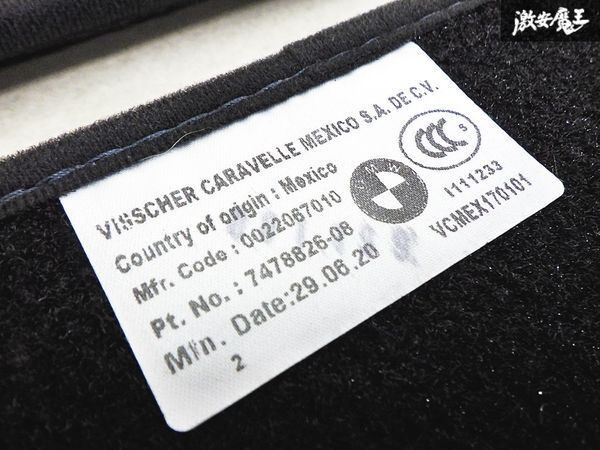 激安魔王
VISSCHER CARAVELLE MEXICO S.A. DE C.V.
Country of origin : Mexico
Mfr. Code : 0022067010
Pt. No. : 7478826-08
Mfn. Date:29.06.20
2
CCC S
1111233
VCMEX170101